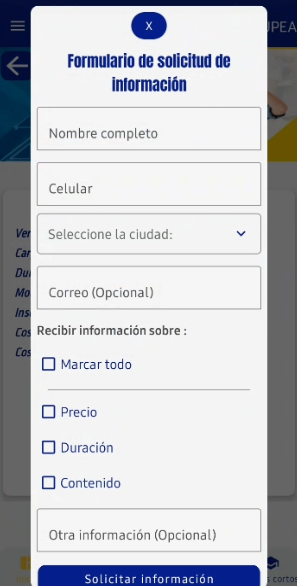 X
UPEA
Formulario de solicitud de
información
Nombre completo
Celular
Seleccione la ciudad:
Correo (Opcional)
Recibir información sobre :
Marcar todo
Precio
Duración
Contenido
Otra información (Opcional)
Solicitar información